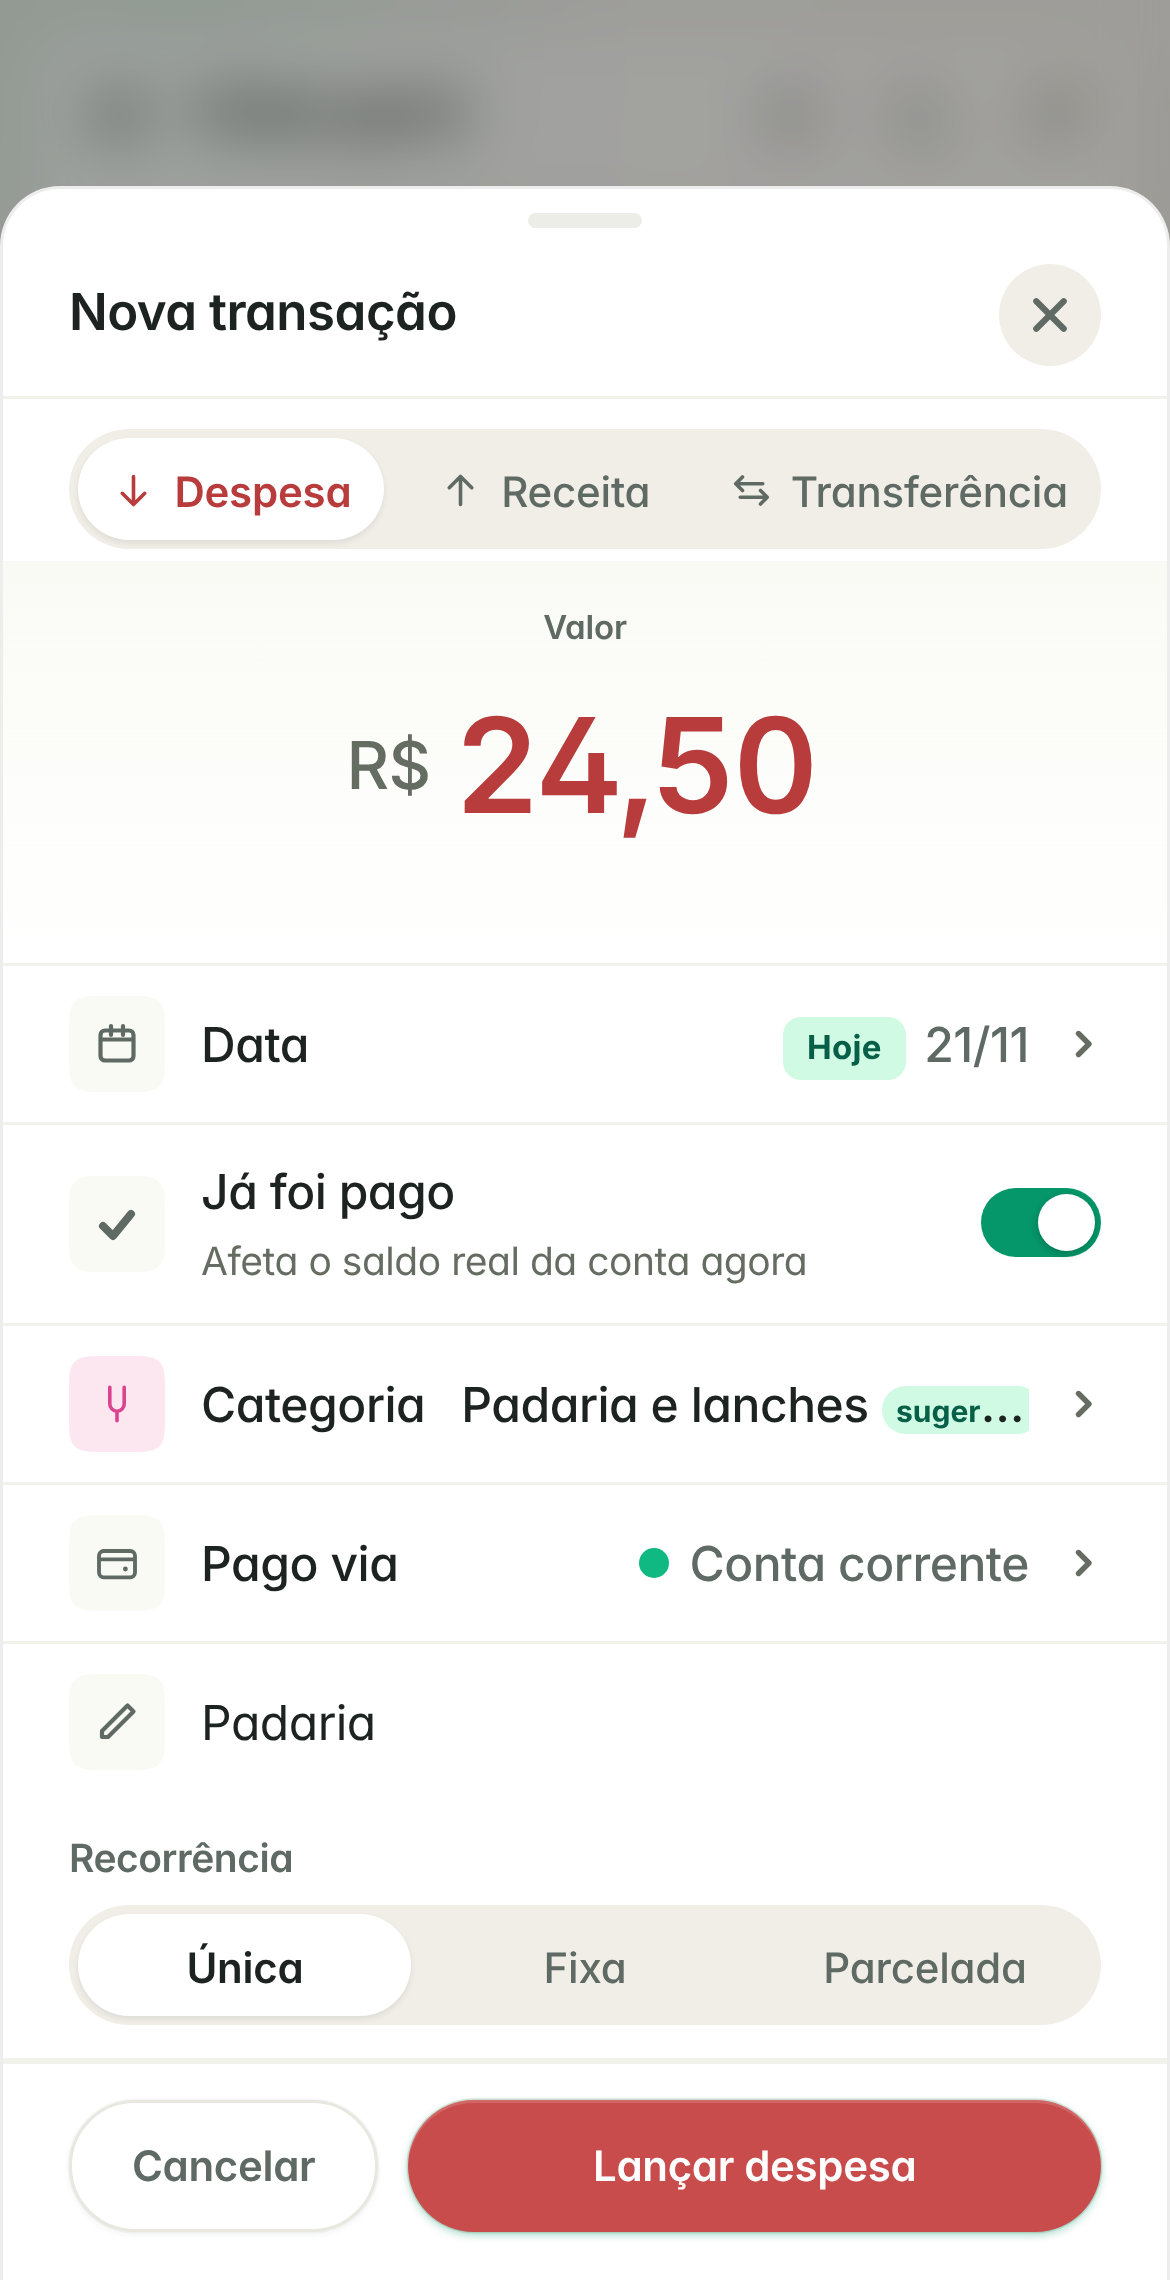 Nova transação
Despesa Receita Transferência
Valor
R$ 24,50
Data Hoje 21/11
Já foi pago
Afeta o saldo real da conta agora
Categoria Padaria e lanches suger...
Pago via Conta corrente
Padaria
Recorrência
Única Fixa Parcelada
Cancelar Lançar despesa